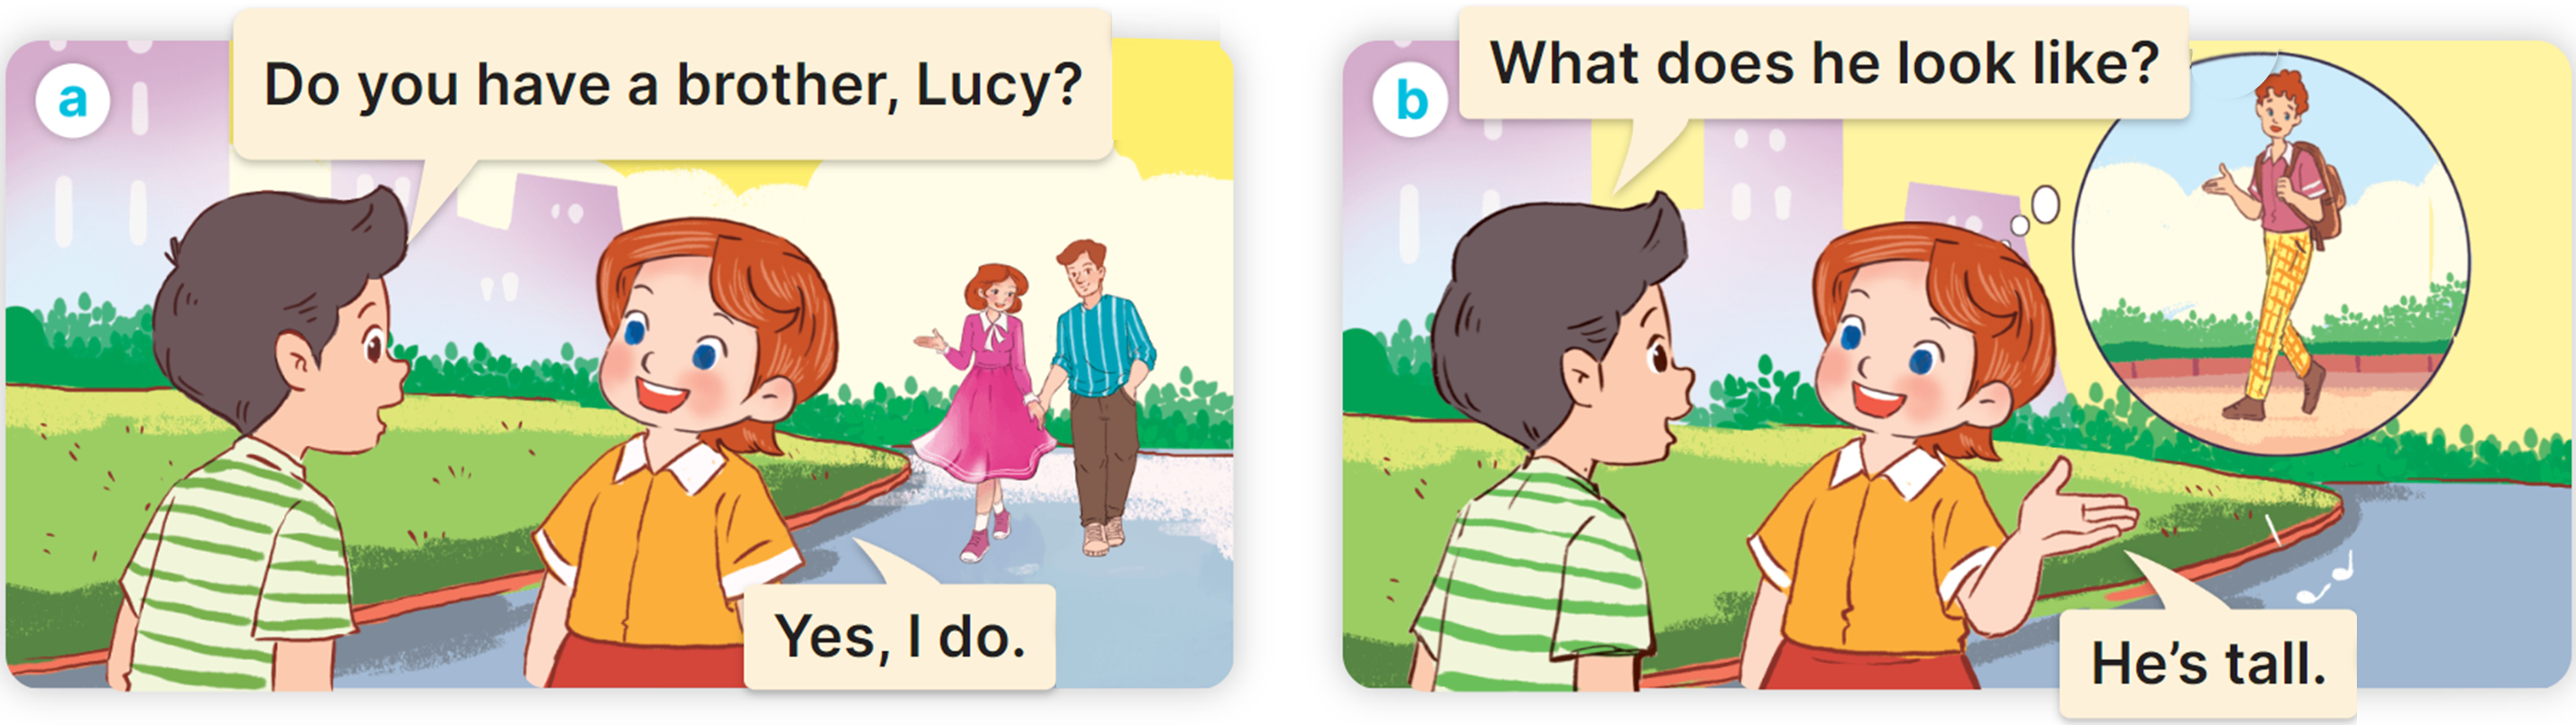 a
Do you have a brother, Lucy?
Yes, I do.
b
What does he look like?
He’s tall.